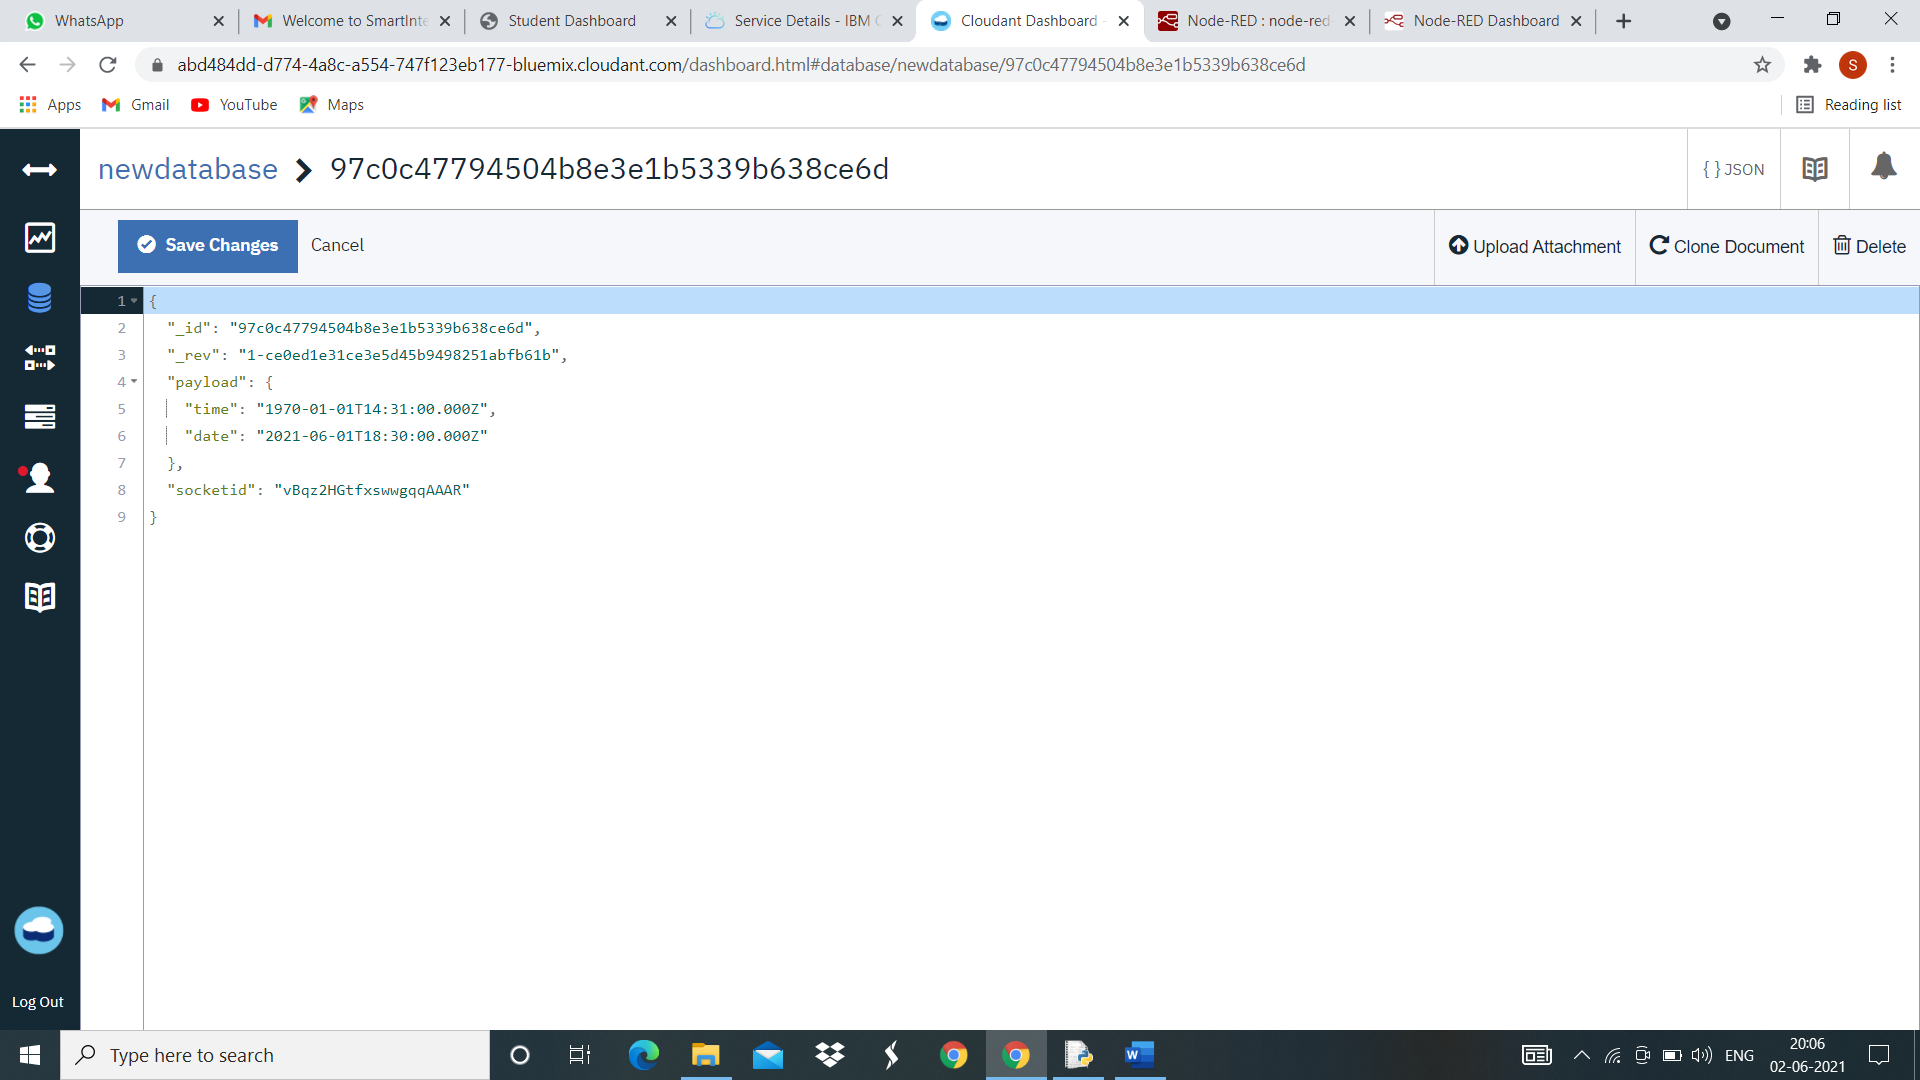 WhatsApp
Welcome to SmartInte
Student Dashboard
Service Details - IBM C
Cloudant Dashboard -
Node-RED : node-red-
Node-RED Dashboard
abd484dd-d774-4a8c-a554-747f123eb177-bluemix.cloudant.com/dashboard.html#database/newdatabase/97c0c47794504b8e3e1b5339b638ce6d
S
Apps
Gmail
YouTube
Maps
Reading list
newdatabase
97c0c47794504b8e3e1b5339b638ce6d
{ } JSON
Save Changes
Cancel
Upload Attachment
Clone Document
Delete
1 {
2 "_id": "97c0c47794504b8e3e1b5339b638ce6d",
3 "_rev": "1-ce0ed1e31ce3e5d45b9498251abfb61b",
4 "payload": {
5 "time": "1970-01-01T14:31:00.000Z",
6 "date": "2021-06-01T18:30:00.000Z"
7 },
8 "socketid": "vBqz2HGtfxswwgqqAAAR"
9 }
Log Out
Type here to search
W
ENG
20:06
02-06-2021